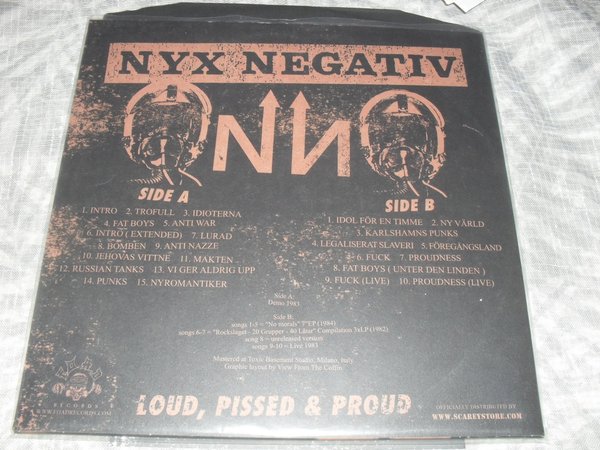 NYX NEGATIV
SIDE A
1. INTRO 2. TROFULL 3. IDIOTERNA
4. FAT BOYS 5. ANTI WAR
6. INTRO ( EXTENDED) 7. LURAD
8. BOMBEN 9. ANTI NAZZE
10. JEHOVAS VITTNE 11. MAKTEN
12. RUSSIAN TANKS 13. VI GER ALDRIG UPP
14. PUNKS 15. NYROMANTIKER
SIDE B
1. IDOL FÖR EN TIMME 2. NY VÄRLD
3. KARLSHAMNS PUNKS
4. LEGALISERAT SLAVERI 5. FÖREGÅNGSLAND
6. FUCK 7. PROUDNESS
8. FAT BOYS ( UNTER DEN LINDEN )
9. FUCK (LIVE) 10. PROUDNESS (LIVE)
Side A:
Demo 1983
Side B:
songs 1-5 = "No morals" 7"EP (1984)
songs 6-7 = "Rockslaget - 20 Grupper - 40 Låtar" Compilation 3xLP (1982)
song 8 = unreleased version
songs 9-10 = Live 1983
Mastered at Toxic Basement Studio, Milano, Italy
Graphic layout by View From The Coffin
F.O.A.D.
RECORDS
WWW.FOADRECORDS.COM
LOUD, PISSED & PROUD
OFFICIALLY DISTRIBUTED BY
WWW.SCAREYSTORE.COM